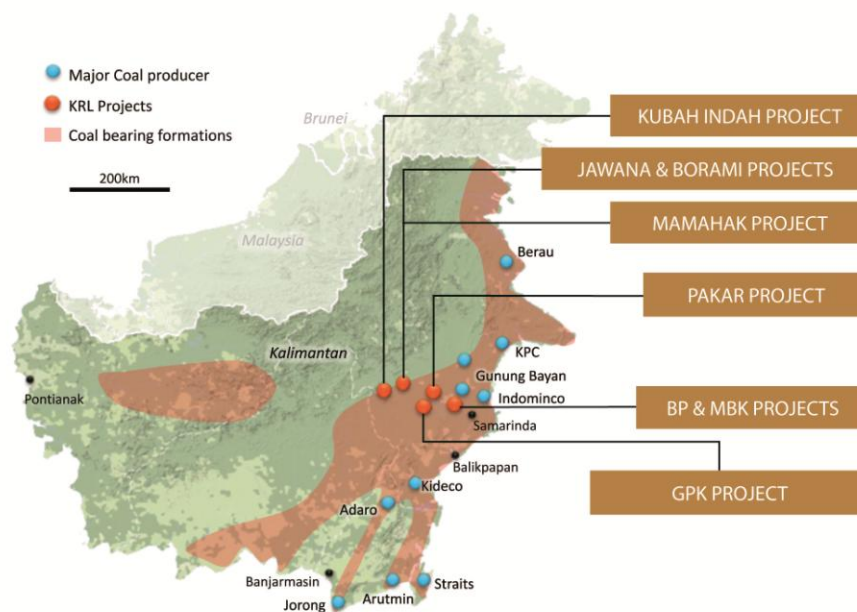 Major Coal producer
KRL Projects
Coal bearing formations
200km
Brunei
Malaysia
Kalimantan
Pontianak
Berau
KPC
Gunung Bayan
Indominco
Samarinda
Balikpapan
Kideco
Adaro
Banjarmasin
Jorong
Arutmin
Straits
KUBAH INDAH PROJECT
JAWANA & BORAMI PROJECTS
MAMAHAK PROJECT
PAKAR PROJECT
BP & MBK PROJECTS
GPK PROJECT